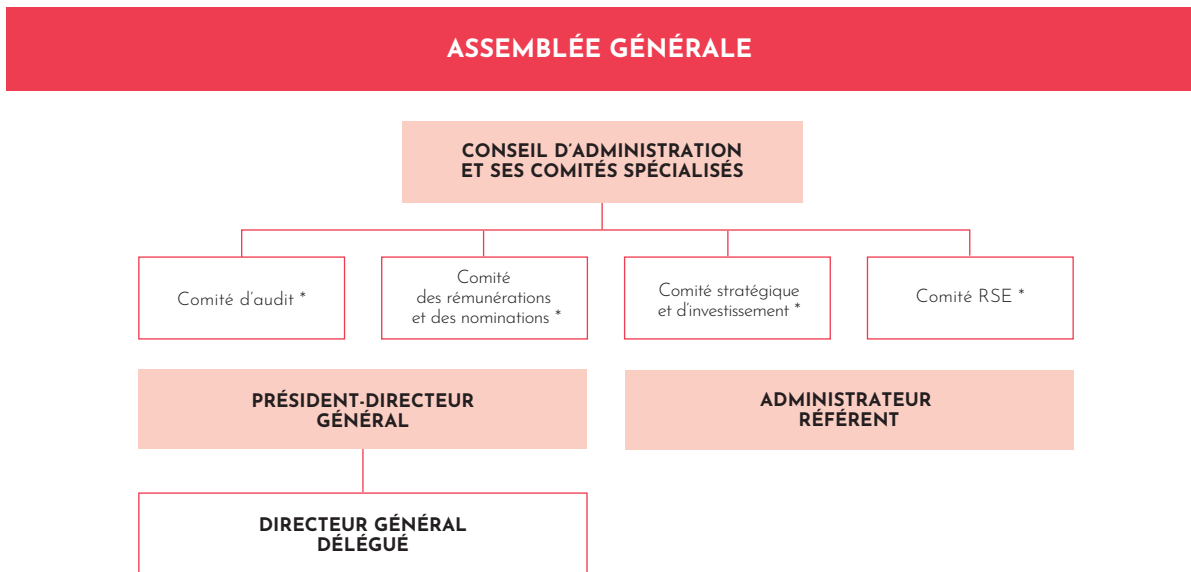 ASSEMBLÉE GÉNÉRALE
CONSEIL D'ADMINISTRATION
ET SES COMITÉS SPÉCIALISÉS
Comité d'audit *
Comité
des rémunérations
et des nominations *
Comité stratégique
et d'investissement *
Comité RSE *
PRÉSIDENT-DIRECTEUR
GÉNÉRAL
ADMINISTRATEUR
RÉFÉRENT
DIRECTEUR GÉNÉRAL
DÉLÉGUÉ